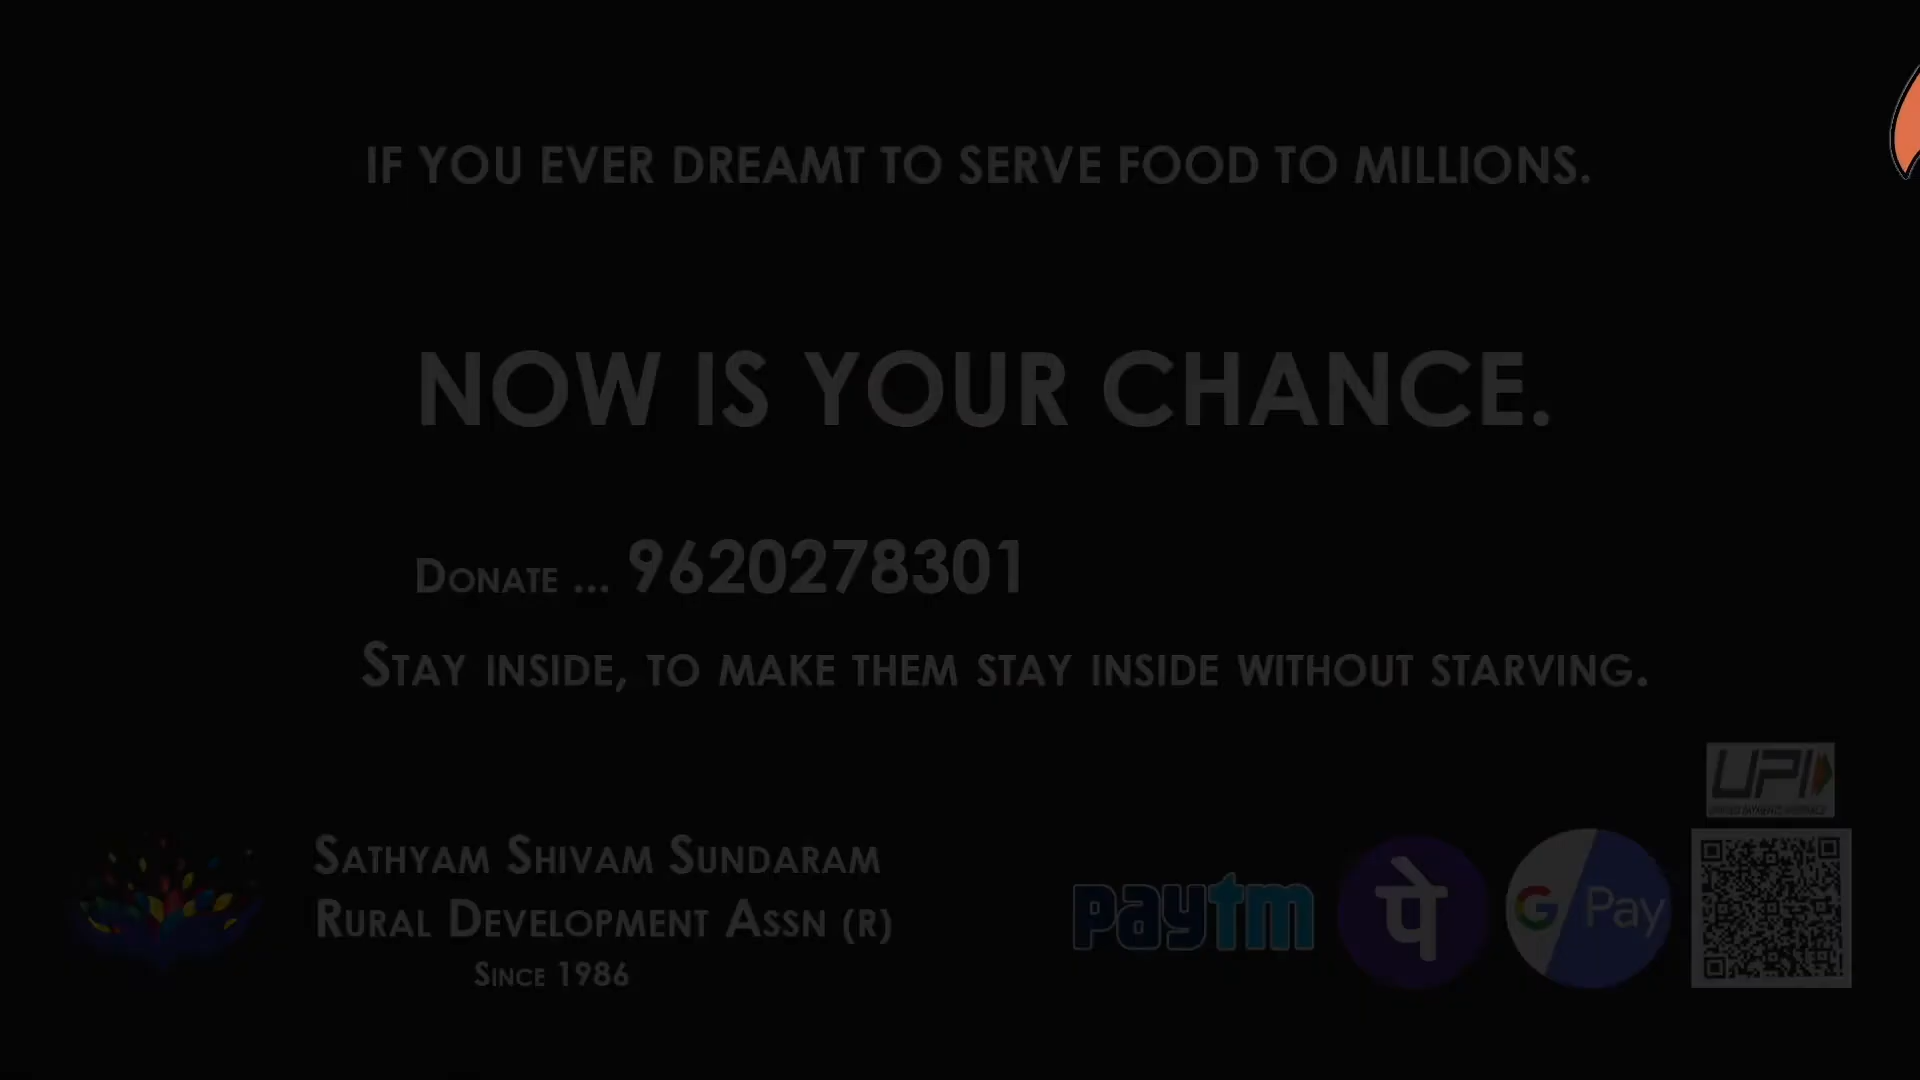 IF YOU EVER DREAMT TO SERVE FOOD TO MILLIONS.
NOW IS YOUR CHANCE.
DONATE ... 9620278301
STAY INSIDE, TO MAKE THEM STAY INSIDE WITHOUT STARVING.
UPI
SATHYAM SHIVAM SUNDARAM
RURAL DEVELOPMENT ASSN (R)
SINCE 1986
paytm
पे
G Pay